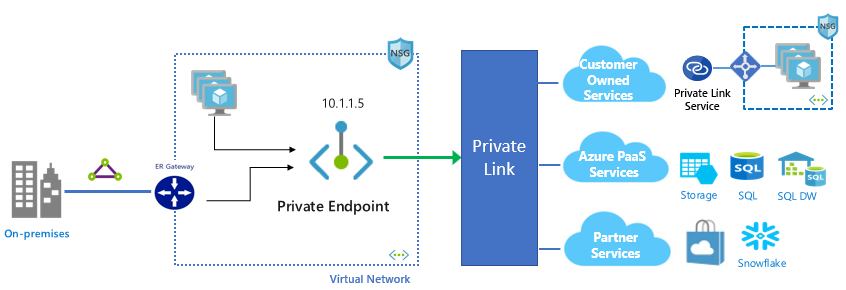 On-premises
ER Gateway
NSG
10.1.1.5
Private Endpoint
Virtual Network
Private
Link
Customer
Owned
Services
Azure PaaS
Services
Partner
Services
Private Link
Service
NSG
Storage
SQL
SQL
SQL
SQL DW
Snowflake